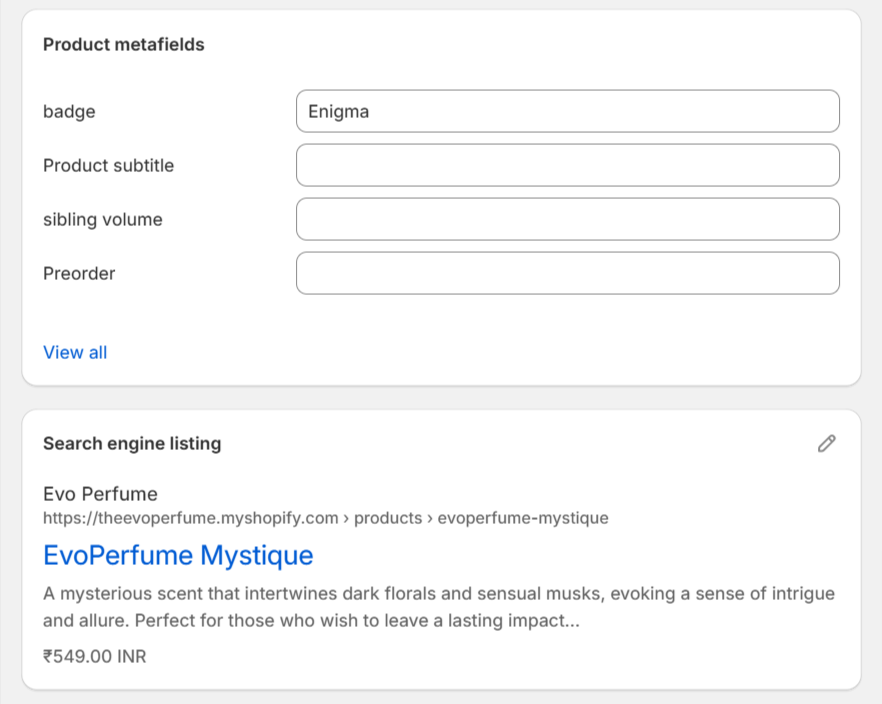 Product metafields
badge
Enigma
Product subtitle
sibling volume
Preorder
View all
Search engine listing
Evo Perfume
https://theevoperfume.myshopify.com › products › evoperfume-mystique
EvoPerfume Mystique
A mysterious scent that intertwines dark florals and sensual musks, evoking a sense of intrigue
and allure. Perfect for those who wish to leave a lasting impact...
₹549.00 INR